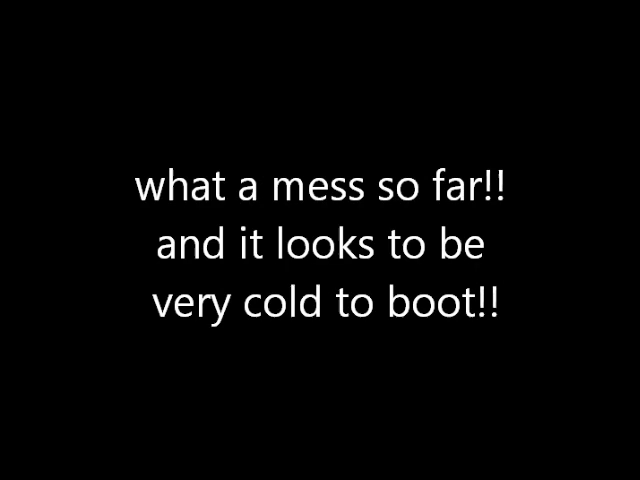 what a mess so far!!
and it looks to be
very cold to boot!!